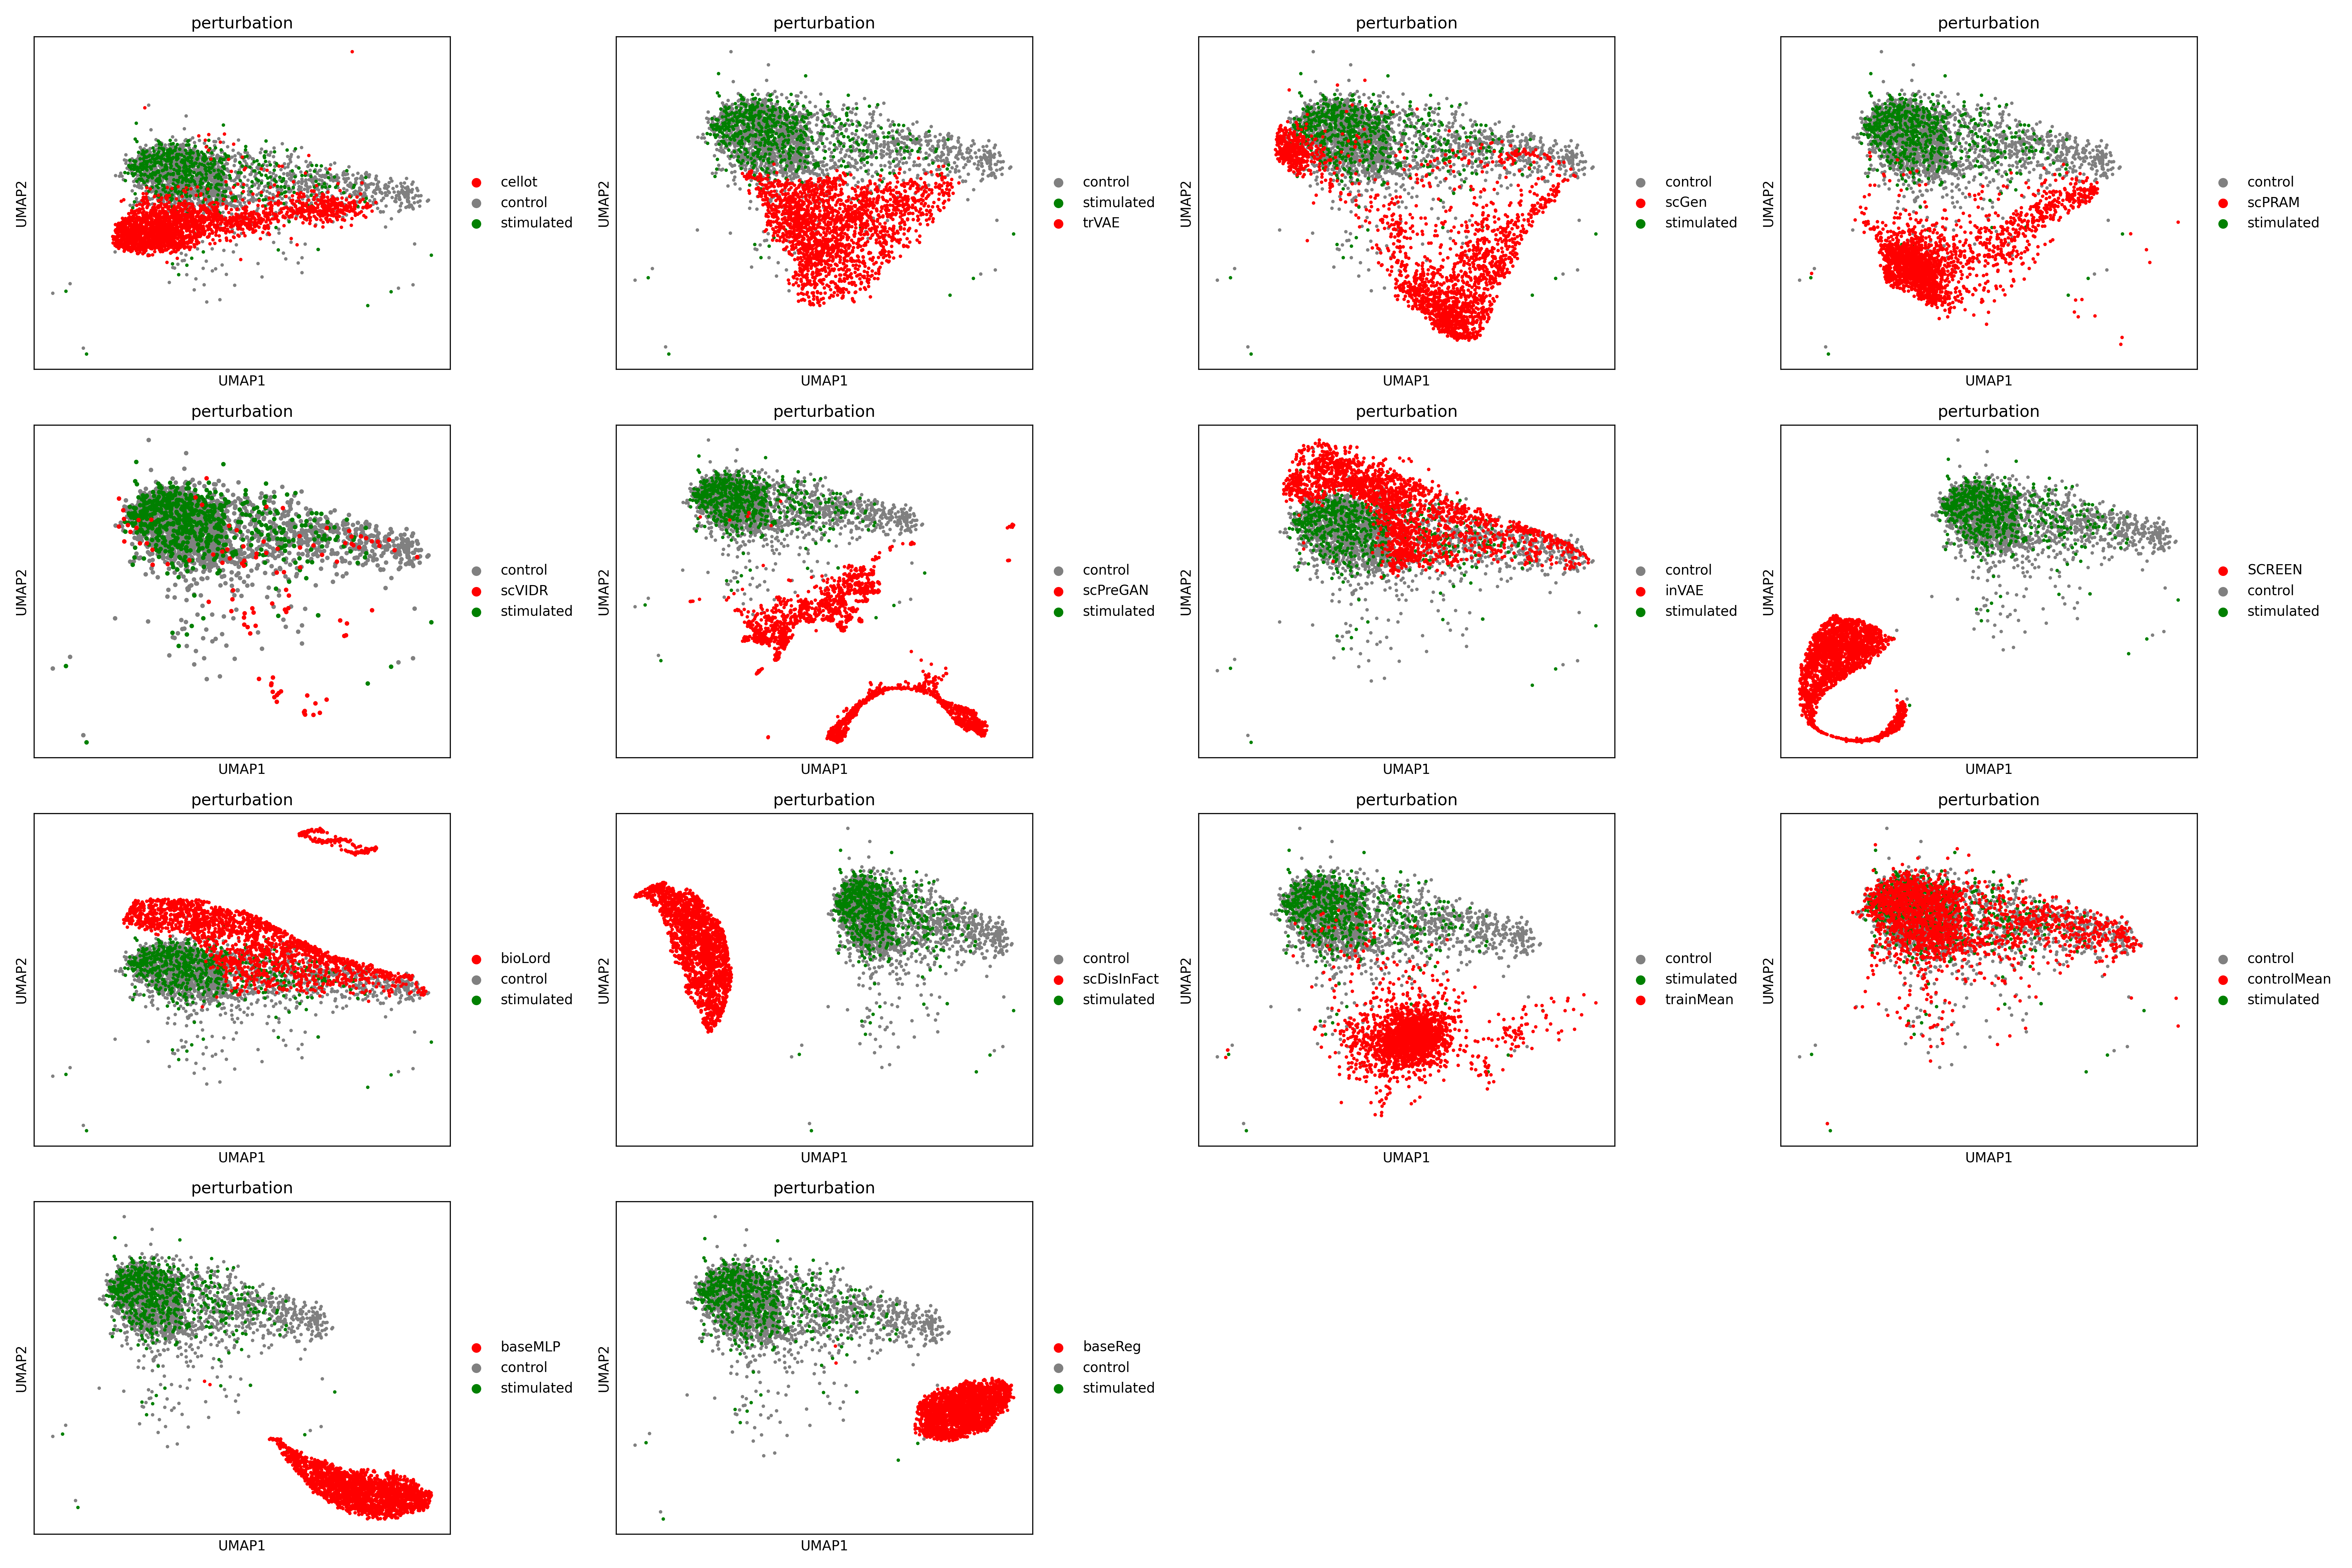 perturbation
UMAP2
cellot
control
stimulated
UMAP1
perturbation
UMAP2
control
stimulated
trVAE
UMAP1
perturbation
UMAP2
control
scGen
stimulated
UMAP1
perturbation
UMAP2
control
scPRAM
stimulated
UMAP1
perturbation
UMAP2
control
scVIDR
stimulated
UMAP1
perturbation
UMAP2
control
scPreGAN
stimulated
UMAP1
perturbation
UMAP2
control
inVAE
stimulated
UMAP1
perturbation
UMAP2
SCREEN
control
stimulated
UMAP1
perturbation
UMAP2
bioLord
control
stimulated
UMAP1
perturbation
UMAP2
control
scDisInFact
stimulated
UMAP1
perturbation
UMAP2
control
stimulated
trainMean
UMAP1
perturbation
UMAP2
control
controlMean
stimulated
UMAP1
perturbation
UMAP2
baseMLP
control
stimulated
UMAP1
perturbation
UMAP2
baseReg
control
stimulated
UMAP1